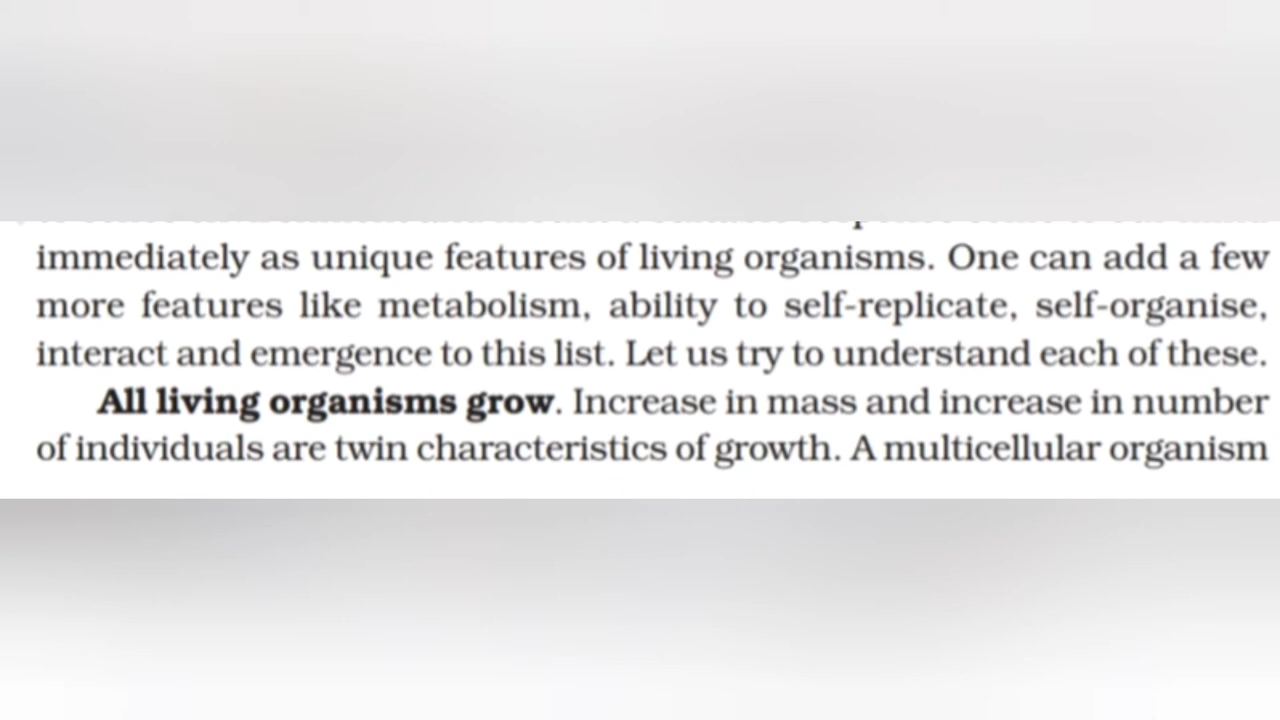 immediately as unique features of living organisms. One can add a few
more features like metabolism, ability to self-replicate, self-organise,
interact and emergence to this list. Let us try to understand each of these.
All living organisms grow. Increase in mass and increase in number
of individuals are twin characteristics of growth. A multicellular organism